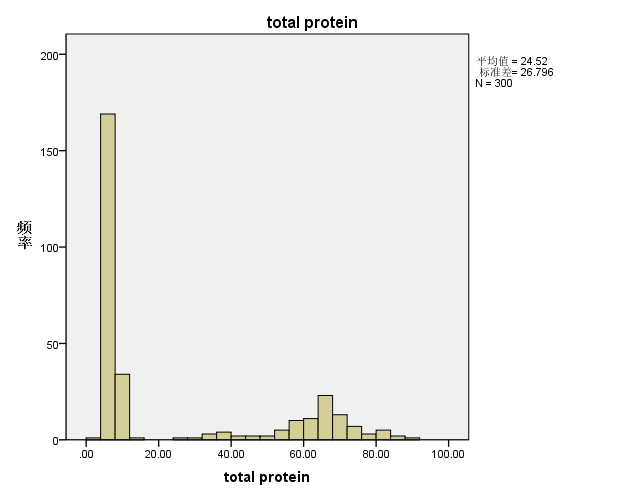 total protein
200
平均值 = 24.52
标准差= 26.796
N = 300
150
频率
100
50
0
.00 20.00 40.00 60.00 80.00 100.00
total protein